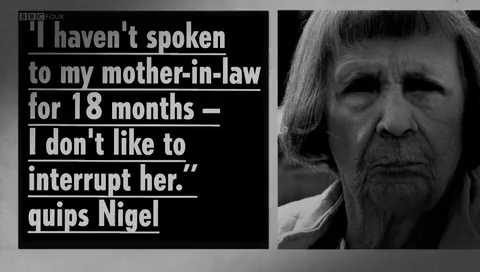 BBC FOUR
'I haven't spoken
to my mother-in-law
for 18 months –
I don't like to
interrupt her.”
quips Nigel